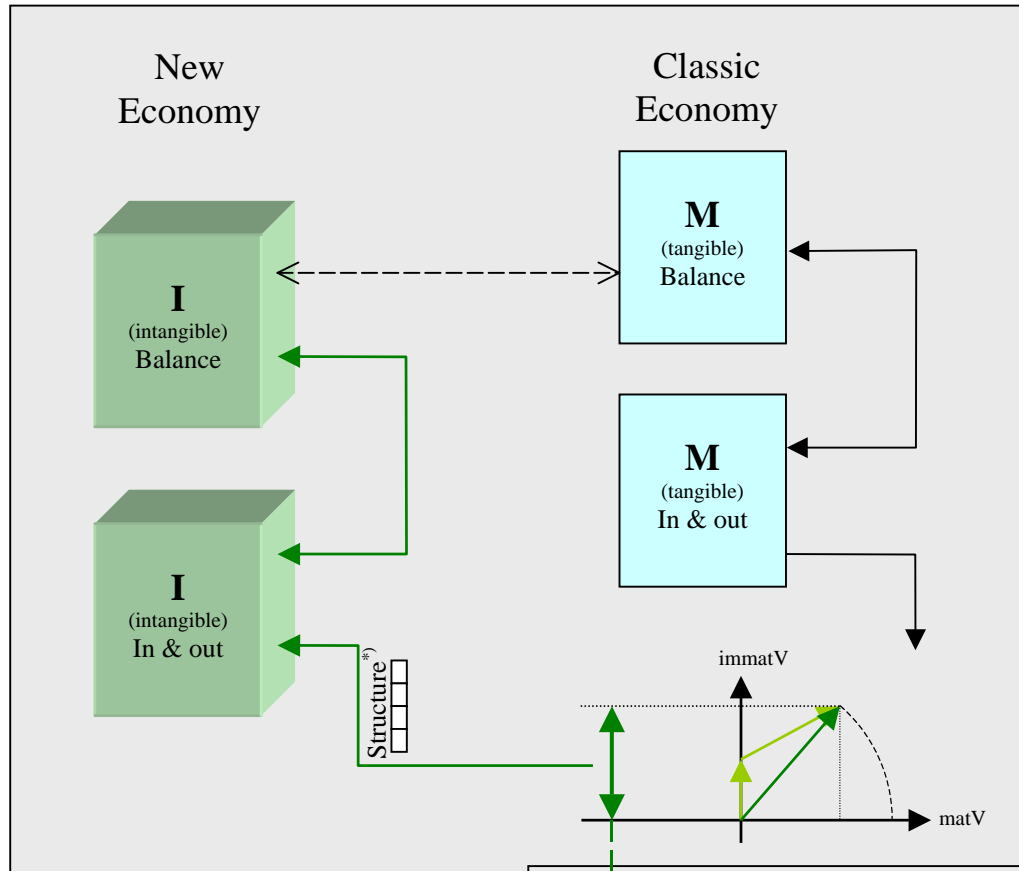 New
Economy
Classic
Economy
I
(intangible)
Balance
M
(tangible)
Balance
I
(intangible)
In & out
M
(tangible)
In & out
Structure*)
immatV
matV